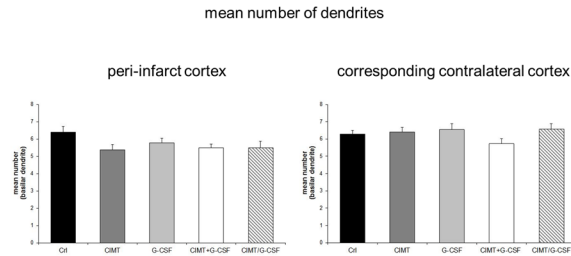 mean number of dendrites
peri-infarct cortex
corresponding contralateral cortex
mean number
(basilar dendrite)
8
7
6
5
4
3
2
1
0
Crl
CIMT
G-CSF
CIMT+G-CSF
CIMT/G-CSF
mean number
(basilar dendrite)
8
7
6
5
4
3
2
1
0
Crl
CIMT
G-CSF
CIMT+G-CSF
CIMT/G-CSF